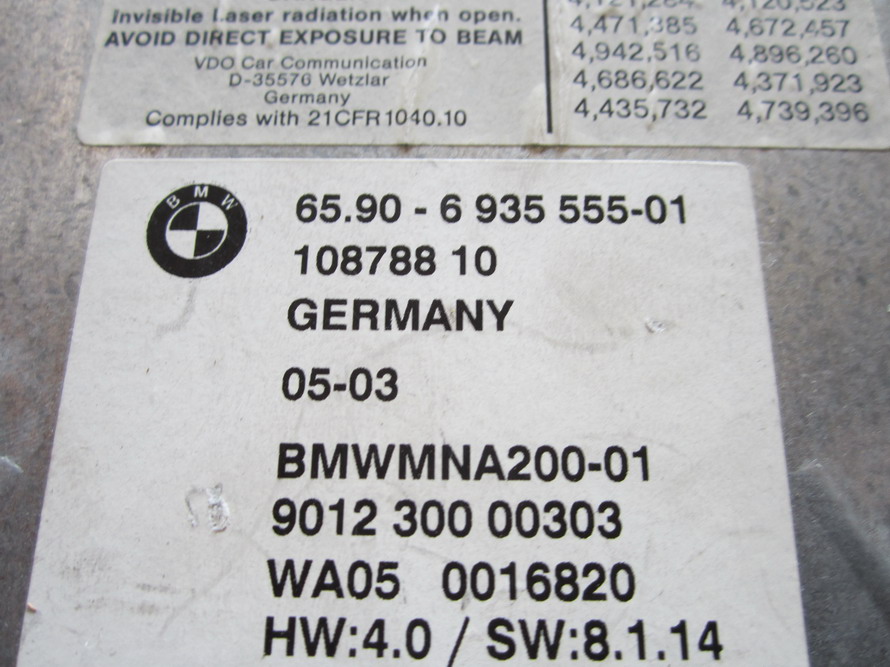 Invisible Laser radiation when open.
AVOID DIRECT EXPOSURE TO BEAM
VDO Car Communication
D-35576 Wetzlar
Germany
Complies with 21CFR1040.10
4,471,385 4,672,457
4,942,516 4,896,260
4,686,622 4,371,923
4,435,732 4,739,396
BMW
65.90 - 6 935 555-01
108788 10
GERMANY
05-03
BMWMNA200-01
9012 300 00303
WA05 0016820
HW:4.0 / SW:8.1.14